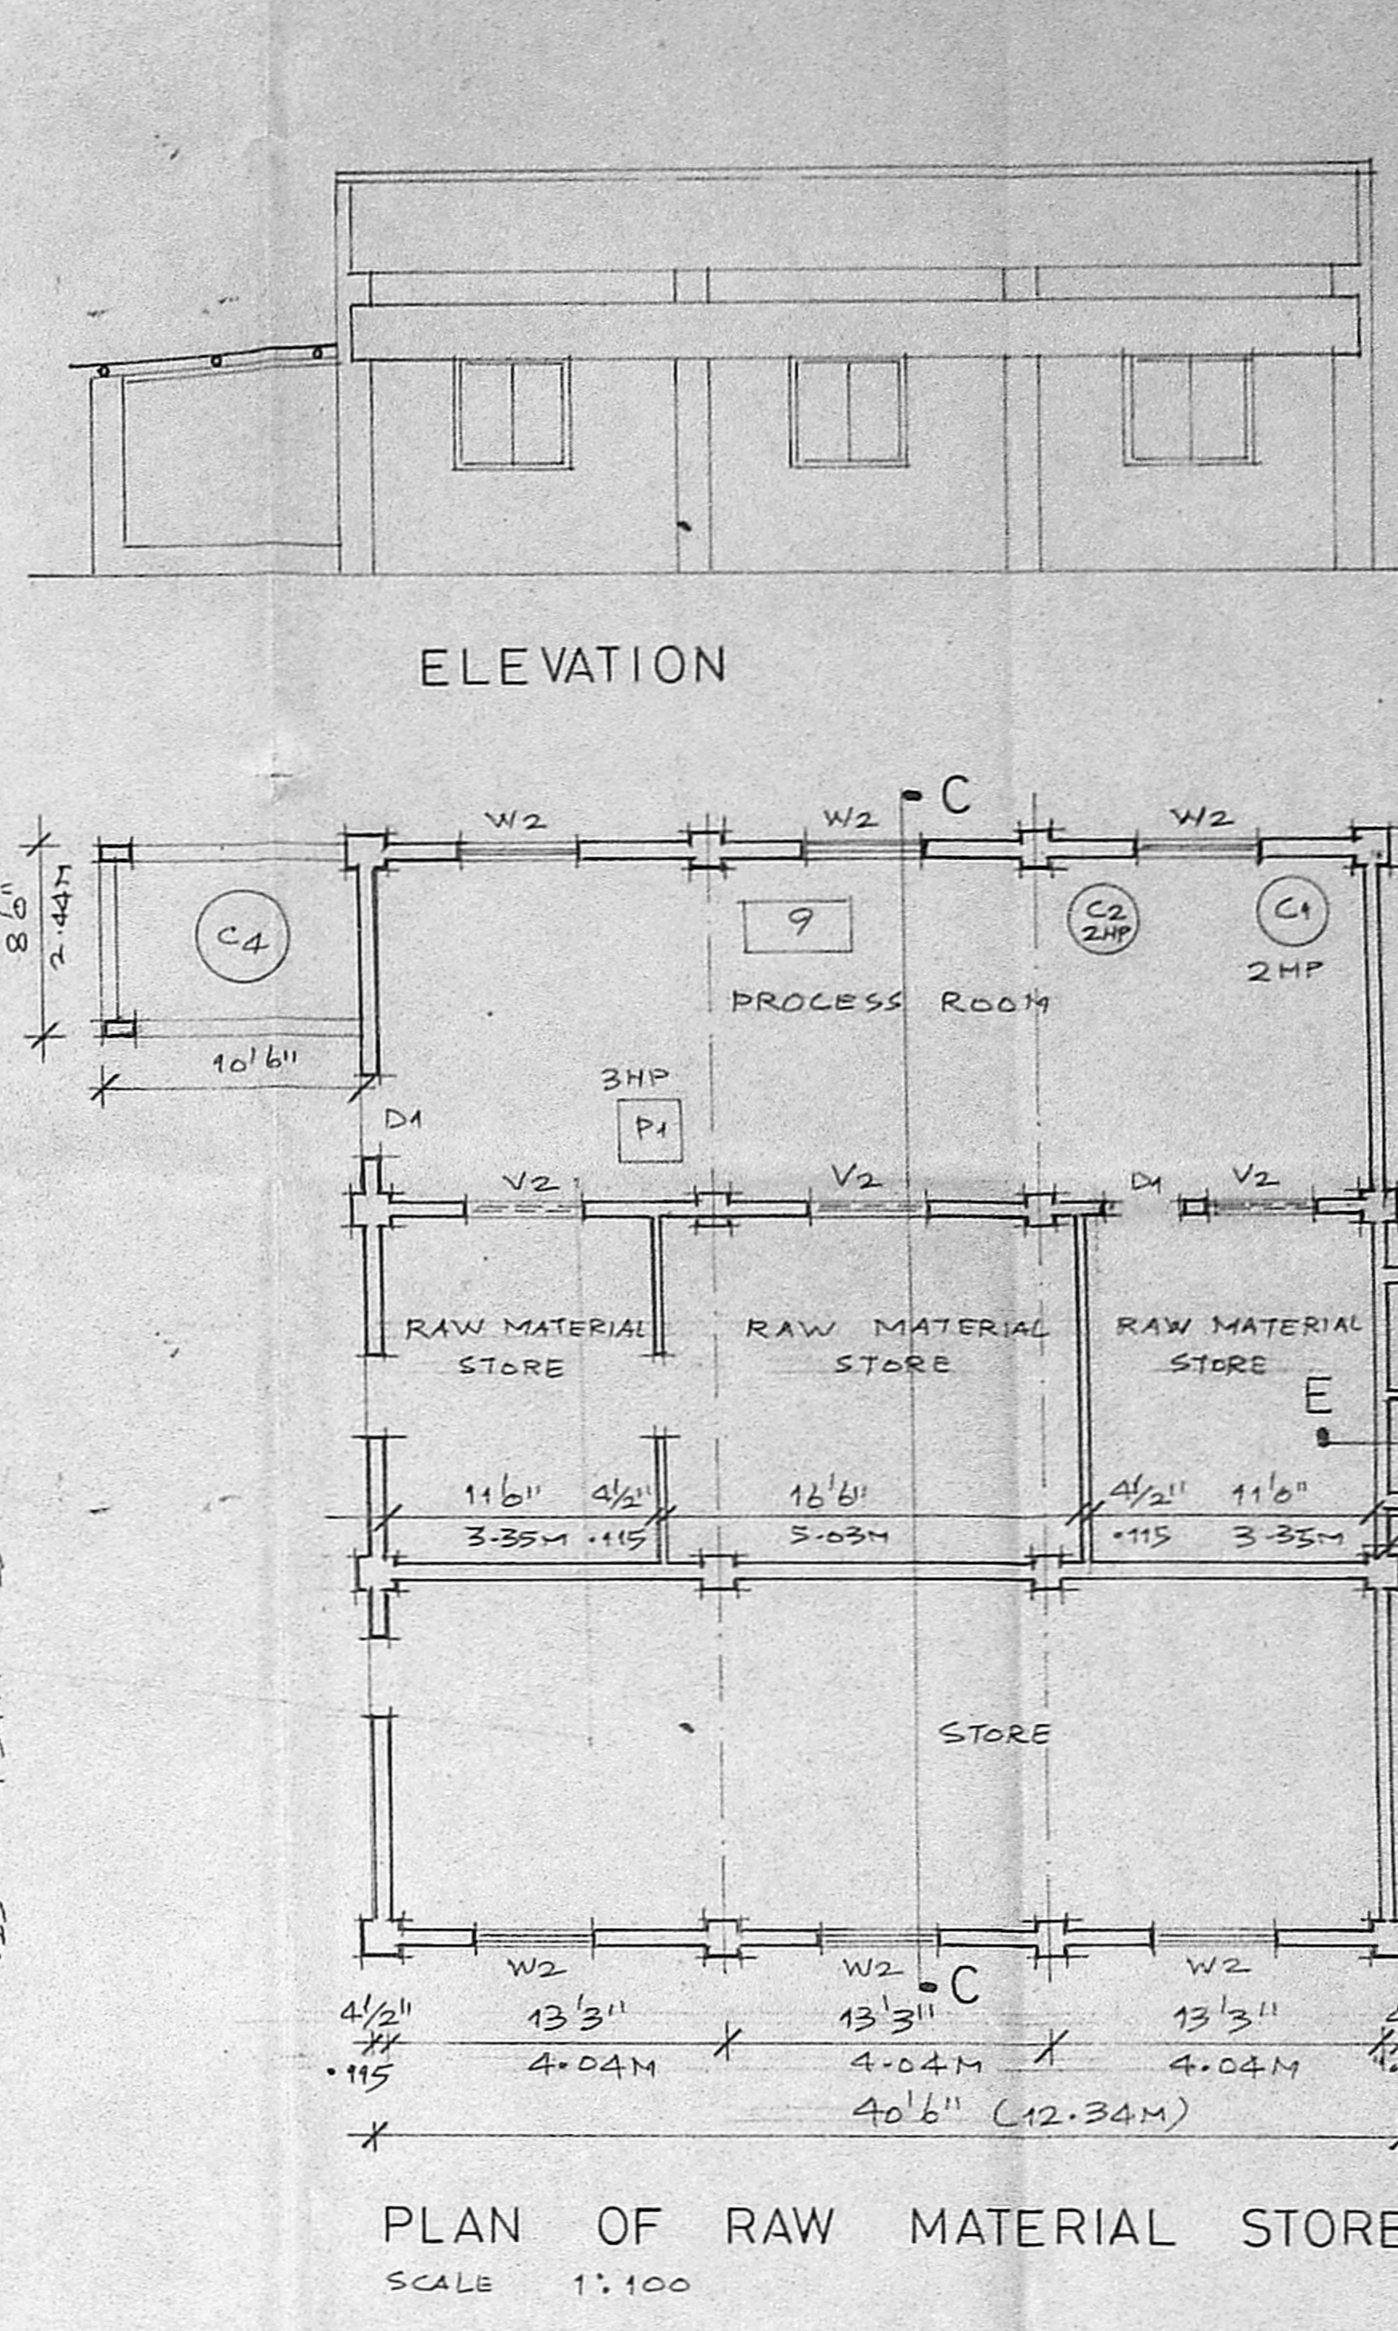 ELEVATION
C
W2 W2 W2
8'6"
2.44M
C4
9
C2
2HP
C1
2HP
PROCESS ROOM
10'6"
3HP
P1
D1
V2 V2 D1 V2
RAW MATERIAL
STORE
RAW MATERIAL
STORE
RAW MATERIAL
STORE
E
11'0" 4½" 16'6" 4½" 11'0"
3.35M .115 5.03M .115 3.35M
STORE
W2 W2 W2
C
4½" 13'3" 13'3" 13'3"
.115 4.04M 4.04M 4.04M
40'6" (12.34M)
PLAN OF RAW MATERIAL STORE
SCALE 1:100